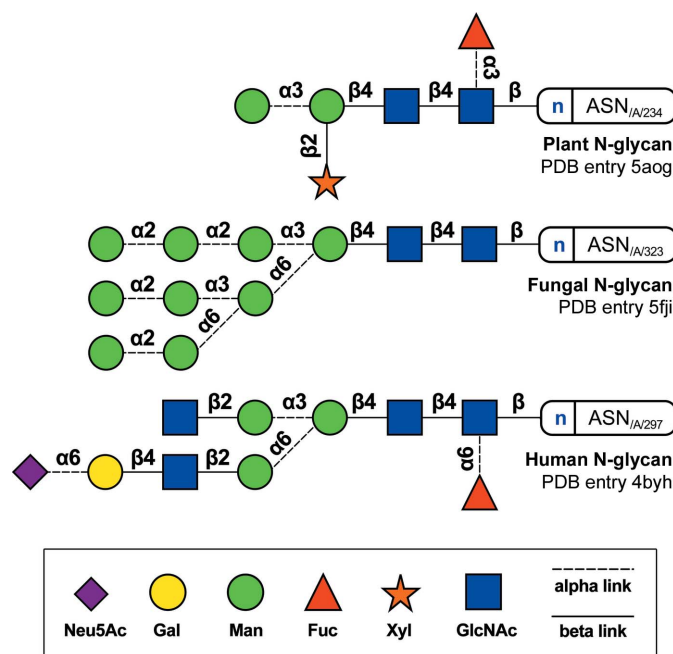 α3
α3 β4 β4 β n ASN/A/234
β2
Plant N-glycan
PDB entry 5aog
α2 α2 α3 β4 β4 β n ASN/A/323
α6
α2 α3
Fungal N-glycan
PDB entry 5fji
α6
α2
β2 α3 β4 β4 β n ASN/A/297
α6
α6 β4 β2
α6
Human N-glycan
PDB entry 4byh
Neu5Ac Gal Man Fuc Xyl GlcNAc
alpha link
beta link